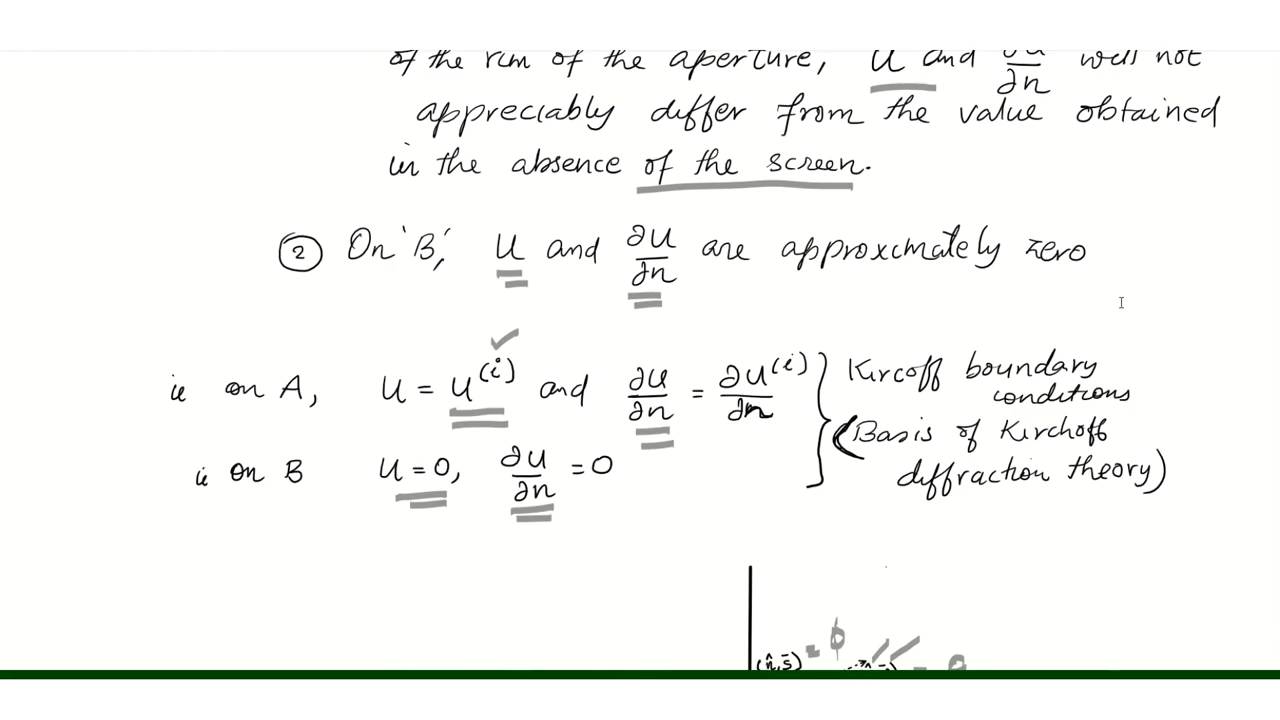 of the rim of the aperture, U and ∂U/∂n will not
appreciably differ from the value obtained
in the absence of the screen.
② On 'B', U and ∂U/∂n are approximately zero
ie on A, U = U^(i) and ∂U/∂n = ∂U^(i)/∂n } Kircoff boundary
conditions
(Basis of Kirchoff
ie on B U = 0, ∂U/∂n = 0
diffraction theory)
(n̂,s̄) = ϕ